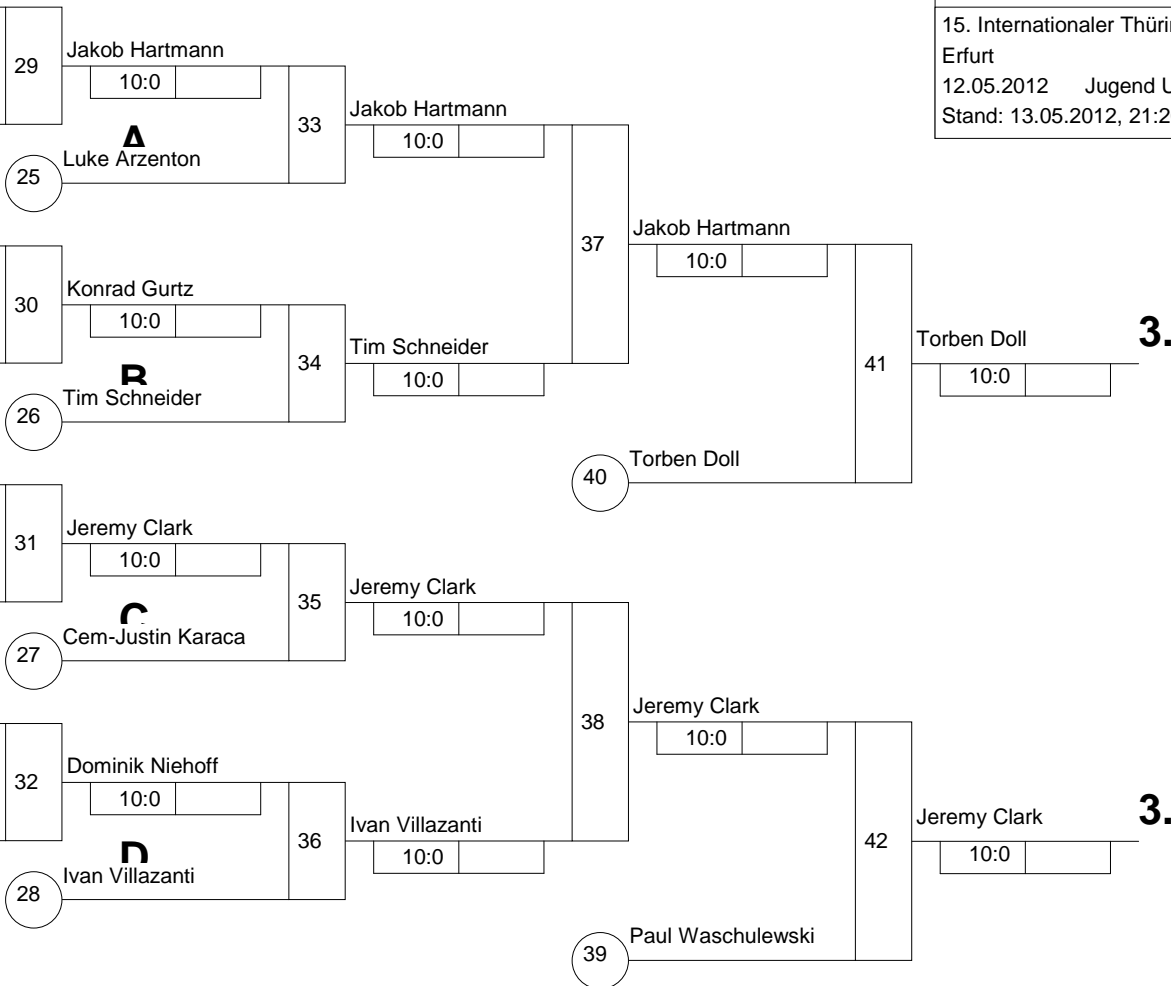 15. Internationaler
Erfurt
12.05.2012 Jugend
Stand: 13.05.2012,
29
Jakob Hartmann
10:0
A
25
Luke Arzenton
33
Jakob Hartmann
10:0
30
Konrad Gurtz
10:0
B
26
Tim Schneider
34
Tim Schneider
10:0
37
Jakob Hartmann
10:0
40
Torben Doll
41
Torben Doll
10:0
3.
31
Jeremy Clark
10:0
C
27
Cem-Justin Karaca
35
Jeremy Clark
10:0
32
Dominik Niehoff
10:0
D
28
Ivan Villazanti
36
Ivan Villazanti
10:0
38
Jeremy Clark
10:0
39
Paul Waschulewski
42
Jeremy Clark
10:0
3.